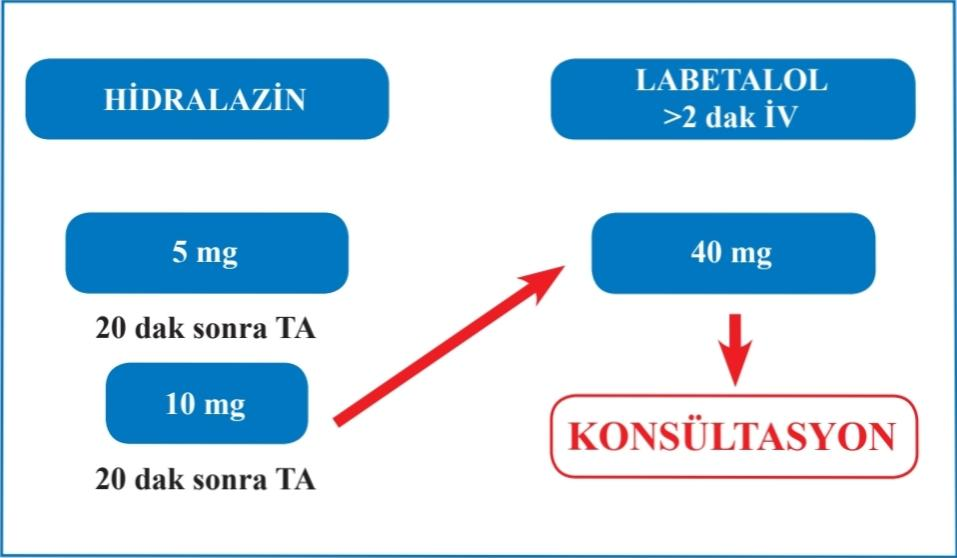 HİDRALAZİN
5 mg
20 dak sonra TA
10 mg
20 dak sonra TA
LABETALOL
>2 dak İV
40 mg
KONSÜLTASYON